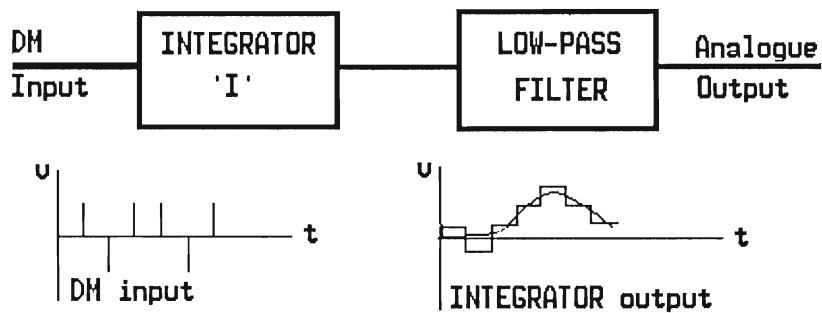 DM
Input
INTEGRATOR
'I'
LOW-PASS
FILTER
Analogue
Output
υ
t
DM input
υ
t
INTEGRATOR output